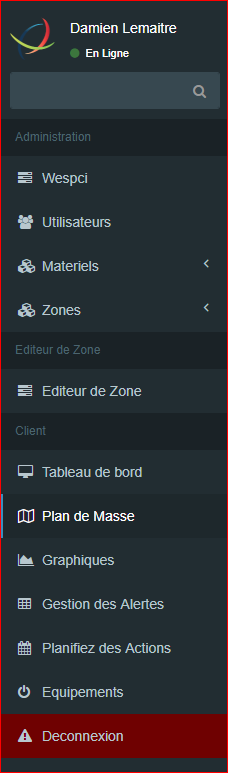 Damien Lemaitre
En Ligne
Administration
Wespci
Utilisateurs
Materiels
Zones
Editeur de Zone
Editeur de Zone
Client
Tableau de bord
Plan de Masse
Graphiques
Gestion des Alertes
Planifiez des Actions
Equipements
Deconnexion